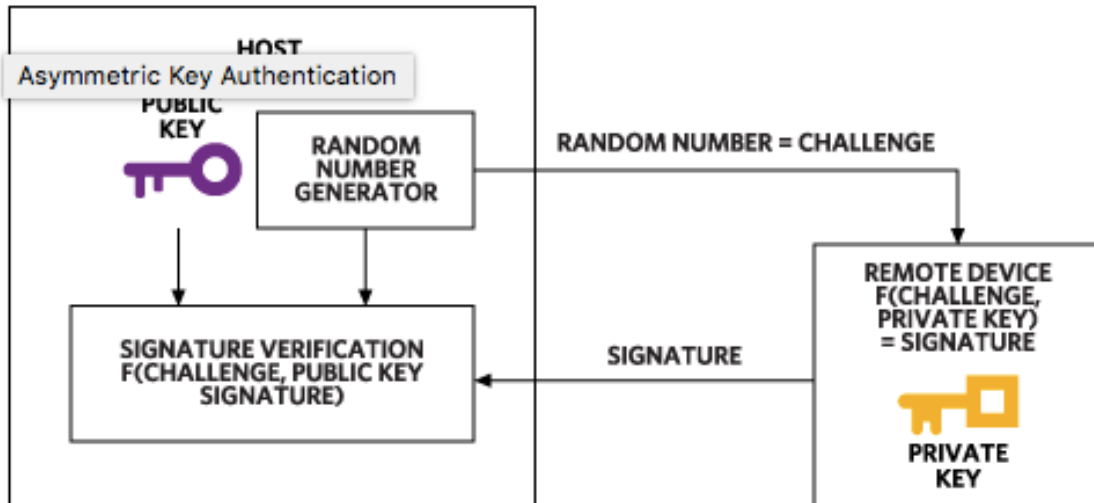 HOST
Asymmetric Key Authentication
PUBLIC
KEY
RANDOM
NUMBER
GENERATOR
RANDOM NUMBER = CHALLENGE
REMOTE DEVICE
F(CHALLENGE,
PRIVATE KEY)
= SIGNATURE
SIGNATURE VERIFICATION
F(CHALLENGE, PUBLIC KEY
SIGNATURE)
SIGNATURE
PRIVATE
KEY